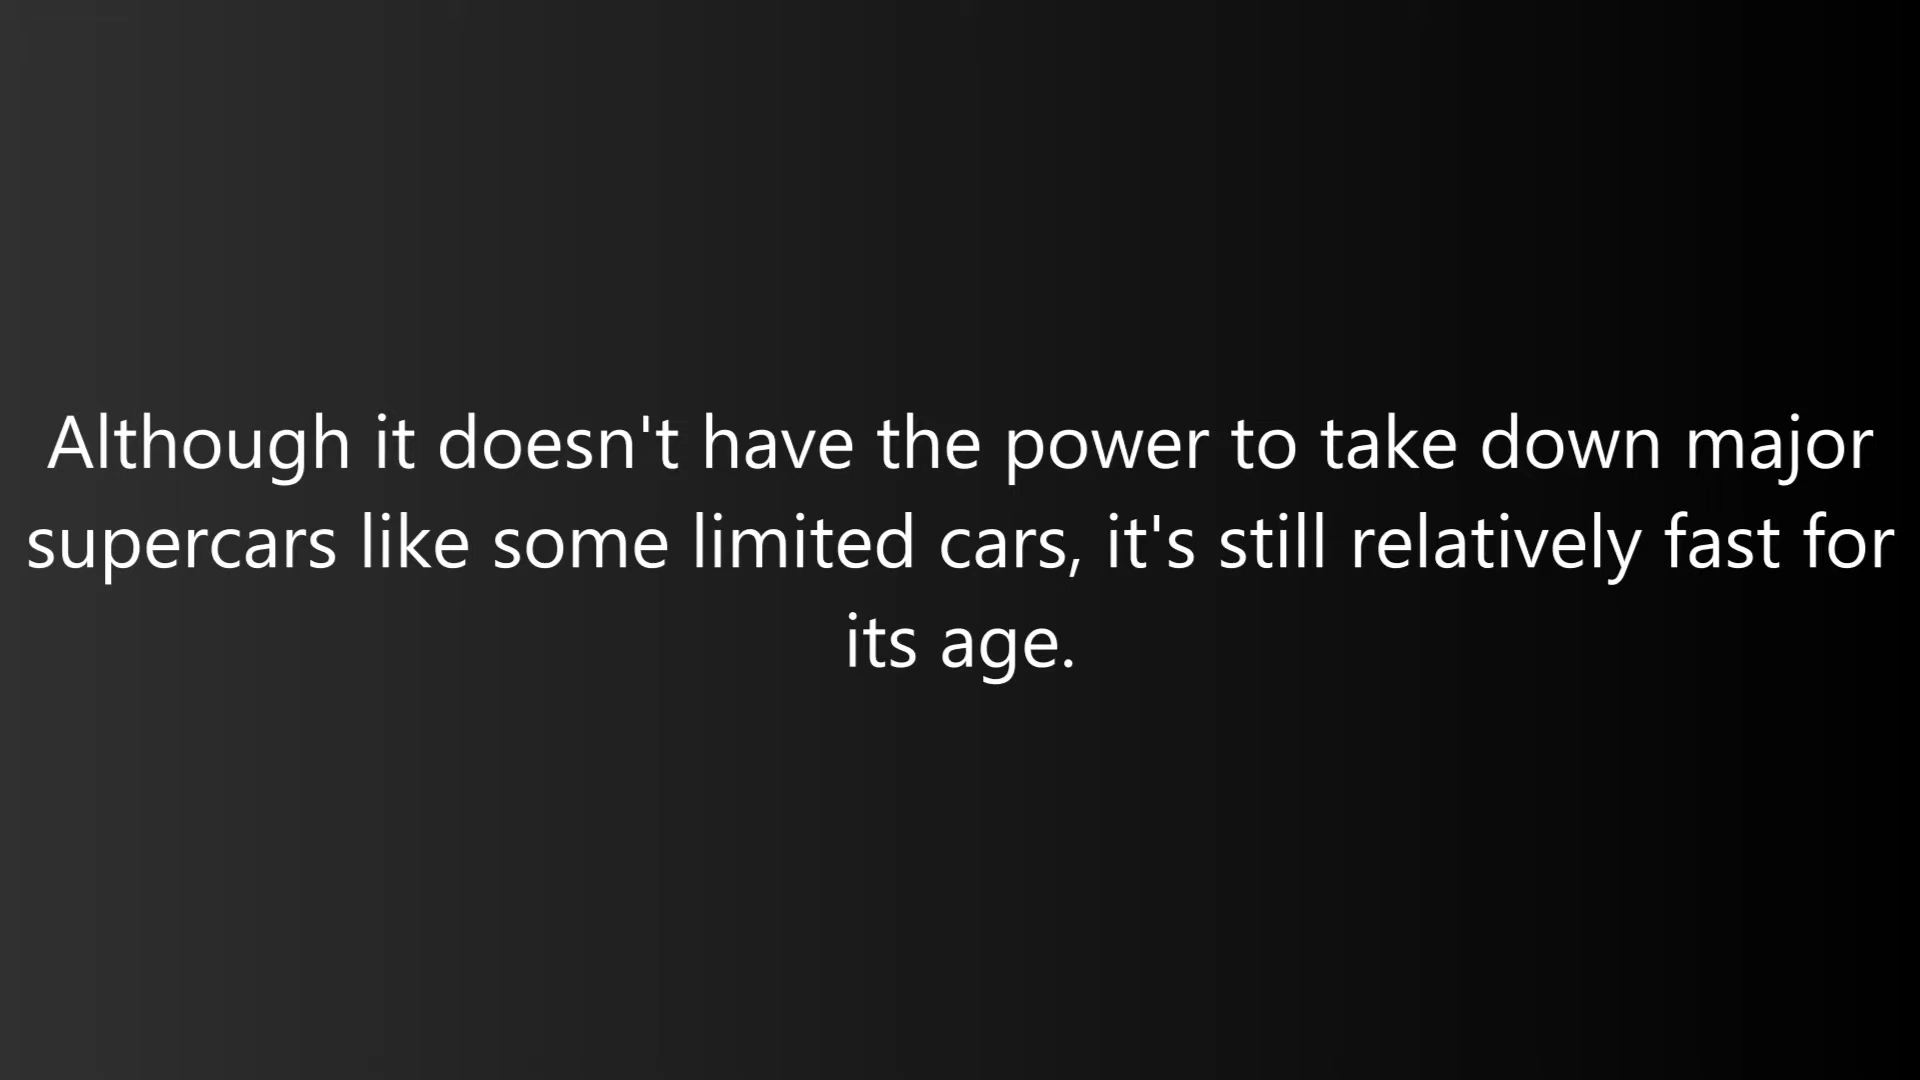 Although it doesn't have the power to take down major
supercars like some limited cars, it's still relatively fast for
its age.